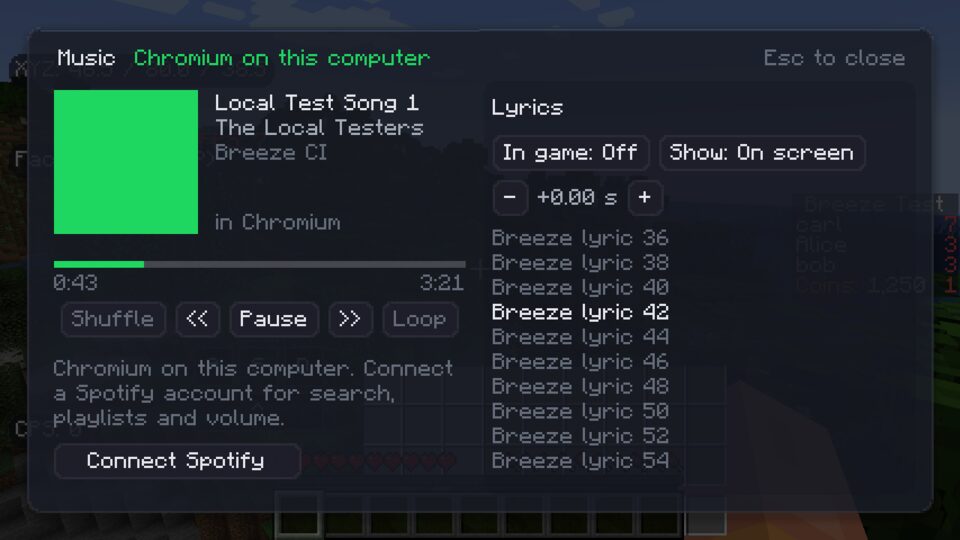 Music Chromium on this computer
Esc to close
Local Test Song 1
The Local Testers
Breeze CI
in Chromium
0:43
3:21
Shuffle
<<
Pause
>>
Loop
Chromium on this computer. Connect
a Spotify account for search,
playlists and volume.
Connect Spotify
Lyrics
In game: Off
Show: On screen
-
+0.00 s
+
Breeze lyric 36
Breeze lyric 38
Breeze lyric 40
Breeze lyric 42
Breeze lyric 44
Breeze lyric 46
Breeze lyric 48
Breeze lyric 50
Breeze lyric 52
Breeze lyric 54
Breeze Test
carl 7
Alice 3
bob 3
Coins: 1,250 1